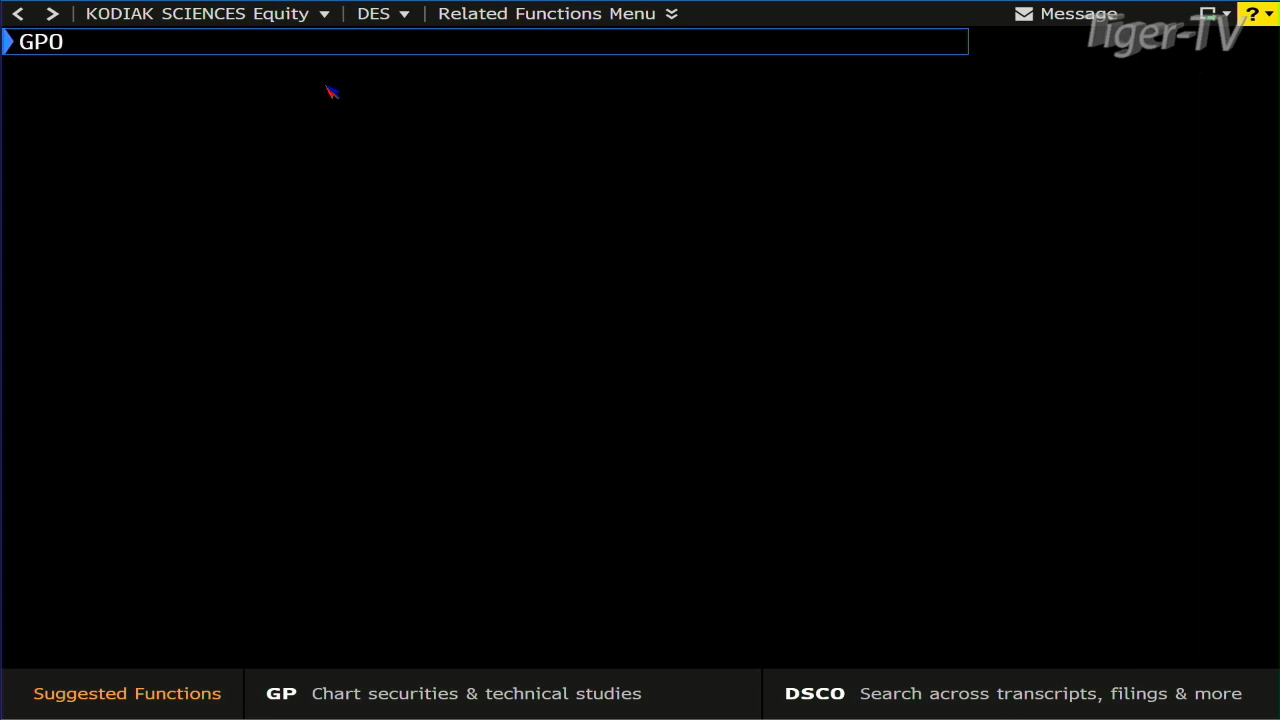 KODIAK SCIENCES Equity | DES | Related Functions Menu Message ?
GPO
Tiger-TV
Suggested Functions GP Chart securities & technical studies DSCO Search across transcripts, filings & more